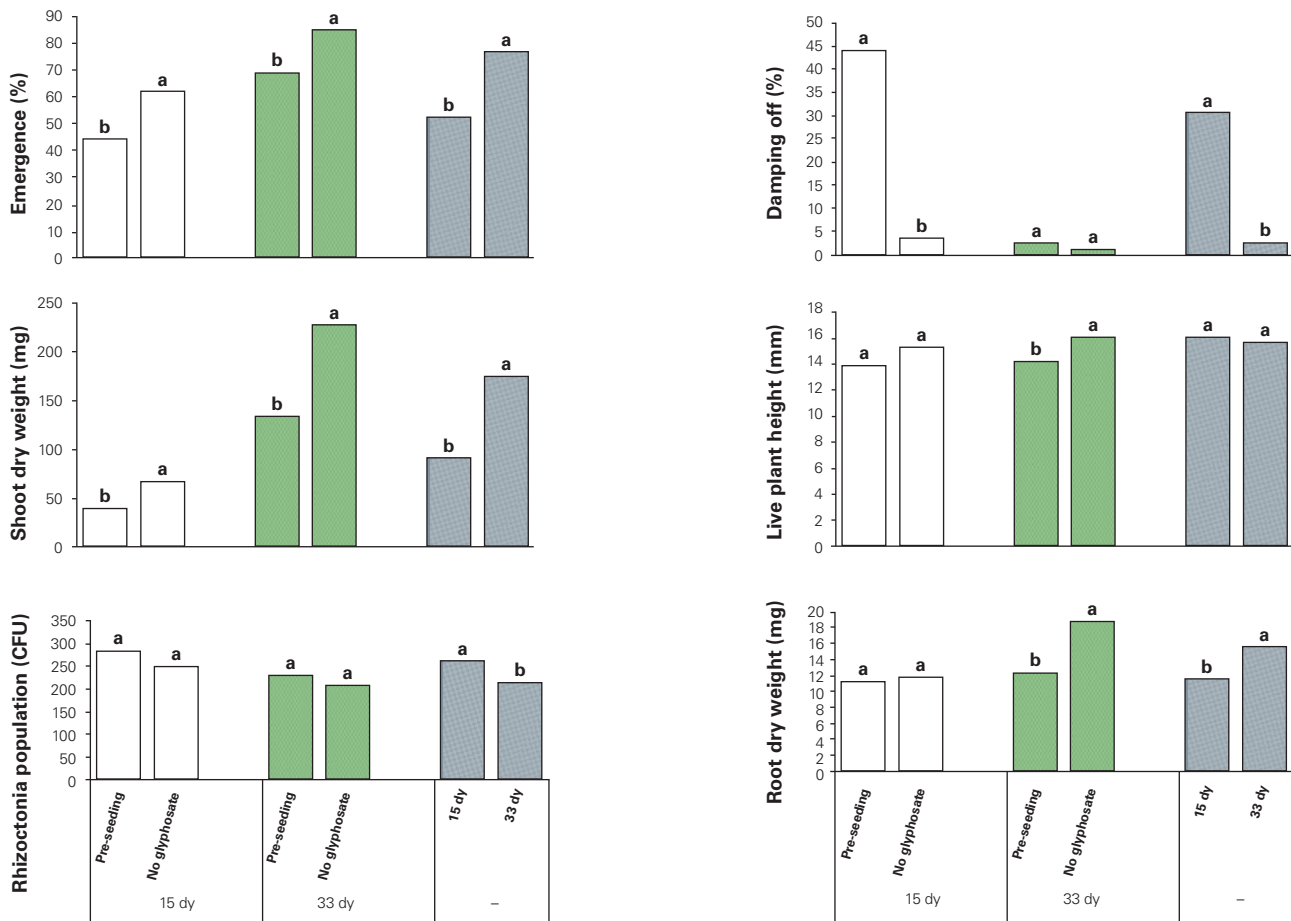 Emergence (%)
90
80
70
60
50
40
30
20
10
0
b
a
b
a
b
a
Damping off (%)
50
45
40
35
30
25
20
15
10
5
0
a
b
a
a
a
b
Shoot dry weight (mg)
250
200
150
100
50
0
b
a
b
a
b
a
Live plant height (mm)
18
16
14
12
10
8
6
4
2
0
a
a
b
a
a
a
Rhizoctonia population (CFU)
350
300
250
200
150
100
50
0
a
a
a
a
a
b
Pre-seeding
No glyphosate
Pre-seeding
No glyphosate
15 dy
33 dy
15 dy
33 dy
–
Root dry weight (mg)
20
18
16
14
12
10
8
6
4
2
0
a
a
b
a
b
a
Pre-seeding
No glyphosate
Pre-seeding
No glyphosate
15 dy
33 dy
15 dy
33 dy
–